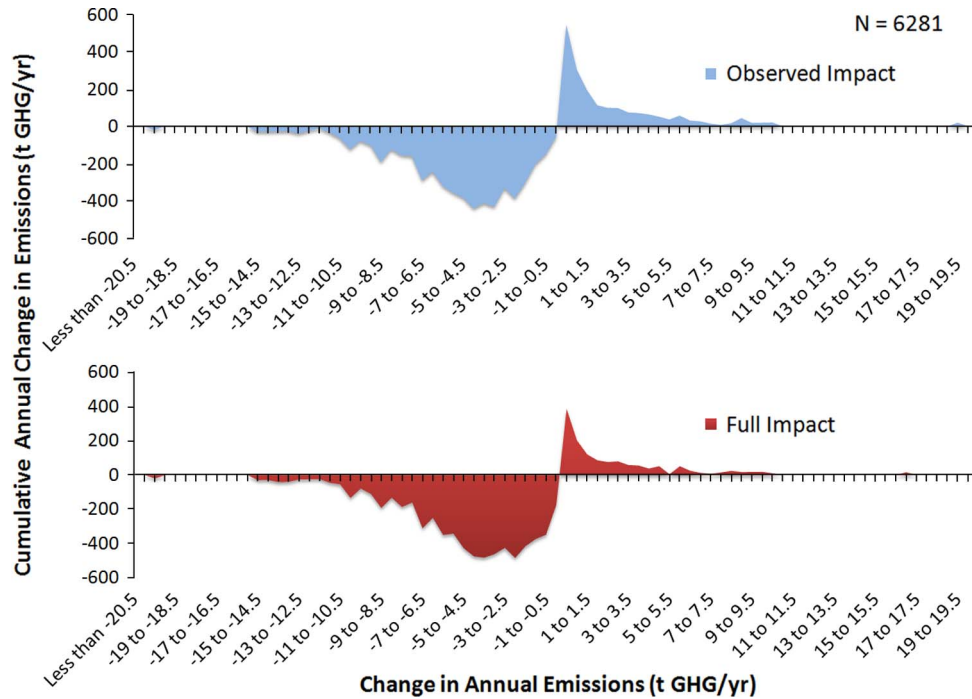 Cumulative Annual Change in Emissions (t GHG/yr)
600
400
200
0
-200
-400
-600
N = 6281
Observed Impact
Less than -20.5
-19 to -18.5
-17 to -16.5
-15 to -14.5
-13 to -12.5
-11 to -10.5
-9 to -8.5
-7 to -6.5
-5 to -4.5
-3 to -2.5
-1 to -0.5
1 to 1.5
3 to 3.5
5 to 5.5
7 to 7.5
9 to 9.5
11 to 11.5
13 to 13.5
15 to 15.5
17 to 17.5
19 to 19.5
600
400
200
0
-200
-400
-600
Full Impact
Less than -20.5
-19 to -18.5
-17 to -16.5
-15 to -14.5
-13 to -12.5
-11 to -10.5
-9 to -8.5
-7 to -6.5
-5 to -4.5
-3 to -2.5
-1 to -0.5
1 to 1.5
3 to 3.5
5 to 5.5
7 to 7.5
9 to 9.5
11 to 11.5
13 to 13.5
15 to 15.5
17 to 17.5
19 to 19.5
Change in Annual Emissions (t GHG/yr)